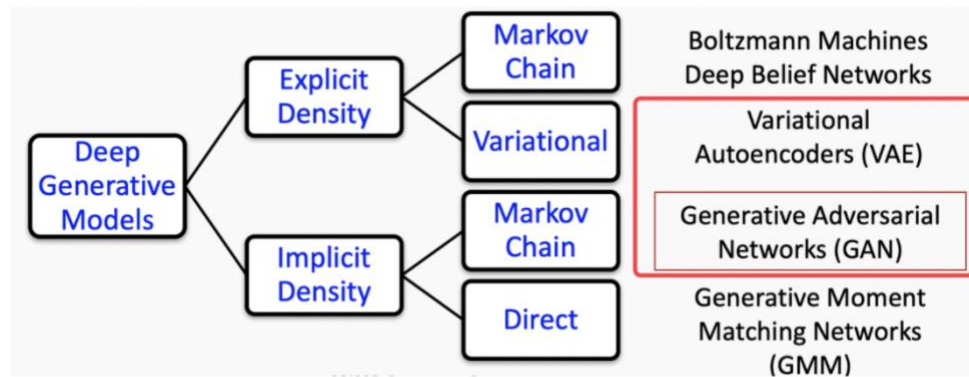 Deep
Generative
Models
Explicit
Density
Implicit
Density
Markov
Chain
Variational
Markov
Chain
Direct
Boltzmann Machines
Deep Belief Networks
Variational
Autoencoders (VAE)
Generative Adversarial
Networks (GAN)
Generative Moment
Matching Networks
(GMM)